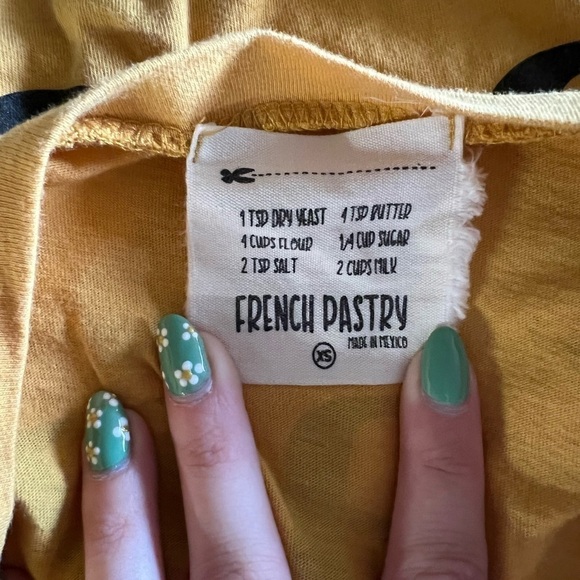 1 TSP DRY YEAST 1 TSP BUTTER
4 CUPS FLOUR 1/4 CUP SUGAR
2 TSP SALT 2 CUPS MILK
FRENCH PASTRY
MADE IN MEXICO
XS